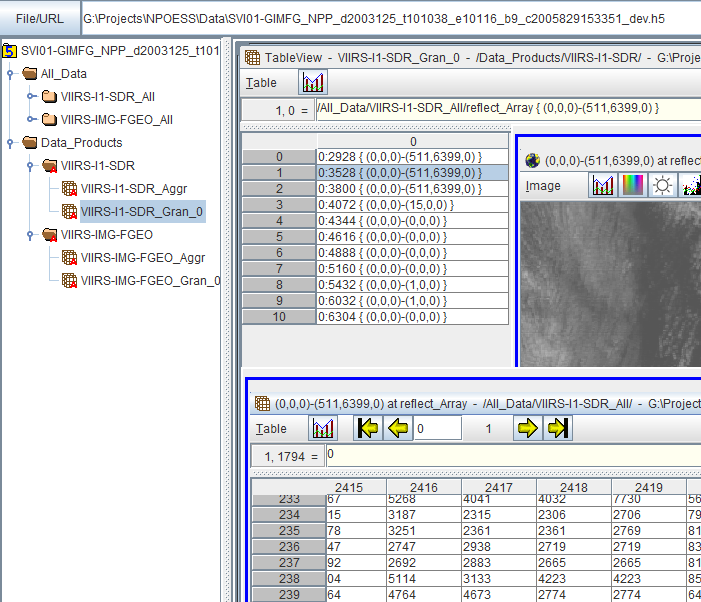 File/URL
G:\Projects\NPOESS\Data\SVI01-GIMFG_NPP_d2003125_t101038_e10116_b9_c2005829153351_dev.h5
SVI01-GIMFG_NPP_d2003125_t101
All_Data
VIIRS-I1-SDR_All
VIIRS-IMG-FGEO_All
Data_Products
VIIRS-I1-SDR
VIIRS-I1-SDR_Aggr
VIIRS-I1-SDR_Gran_0
VIIRS-IMG-FGEO
VIIRS-IMG-FGEO_Aggr
VIIRS-IMG-FGEO_Gran_0
TableView - VIIRS-I1-SDR_Gran_0 - /Data_Products/VIIRS-I1-SDR/ - G:\Proje
Table
1, 0 = /All_Data/VIIRS-I1-SDR_All/reflect_Array { (0,0,0)-(511,6399,0) }
0
0 0:2928 { (0,0,0)-(511,6399,0) }
1 0:3528 { (0,0,0)-(511,6399,0) }
2 0:3800 { (0,0,0)-(511,6399,0) }
3 0:4072 { (0,0,0)-(15,0,0) }
4 0:4344 { (0,0,0)-(0,0,0) }
5 0:4616 { (0,0,0)-(0,0,0) }
6 0:4888 { (0,0,0)-(0,0,0) }
7 0:5160 { (0,0,0)-(0,0,0) }
8 0:5432 { (0,0,0)-(1,0,0) }
9 0:6032 { (0,0,0)-(1,0,0) }
10 0:6304 { (0,0,0)-(0,0,0) }
(0,0,0)-(511,6399,0) at reflec
Image
(0,0,0)-(511,6399,0) at reflect_Array - /All_Data/VIIRS-I1-SDR_All/ - G:\Project
Table 0 1
1, 1794 = 0
2415 2416 2417 2418 2419
233 67 5268 4041 4032 7730 56
234 15 3187 2315 2306 2706 79
235 78 3251 2361 2361 2769 81
236 47 2747 2938 2719 2719 83
237 92 2692 2883 2665 2665 81
238 04 5114 3133 4223 4223 85
239 64 4764 4673 2774 2774 64